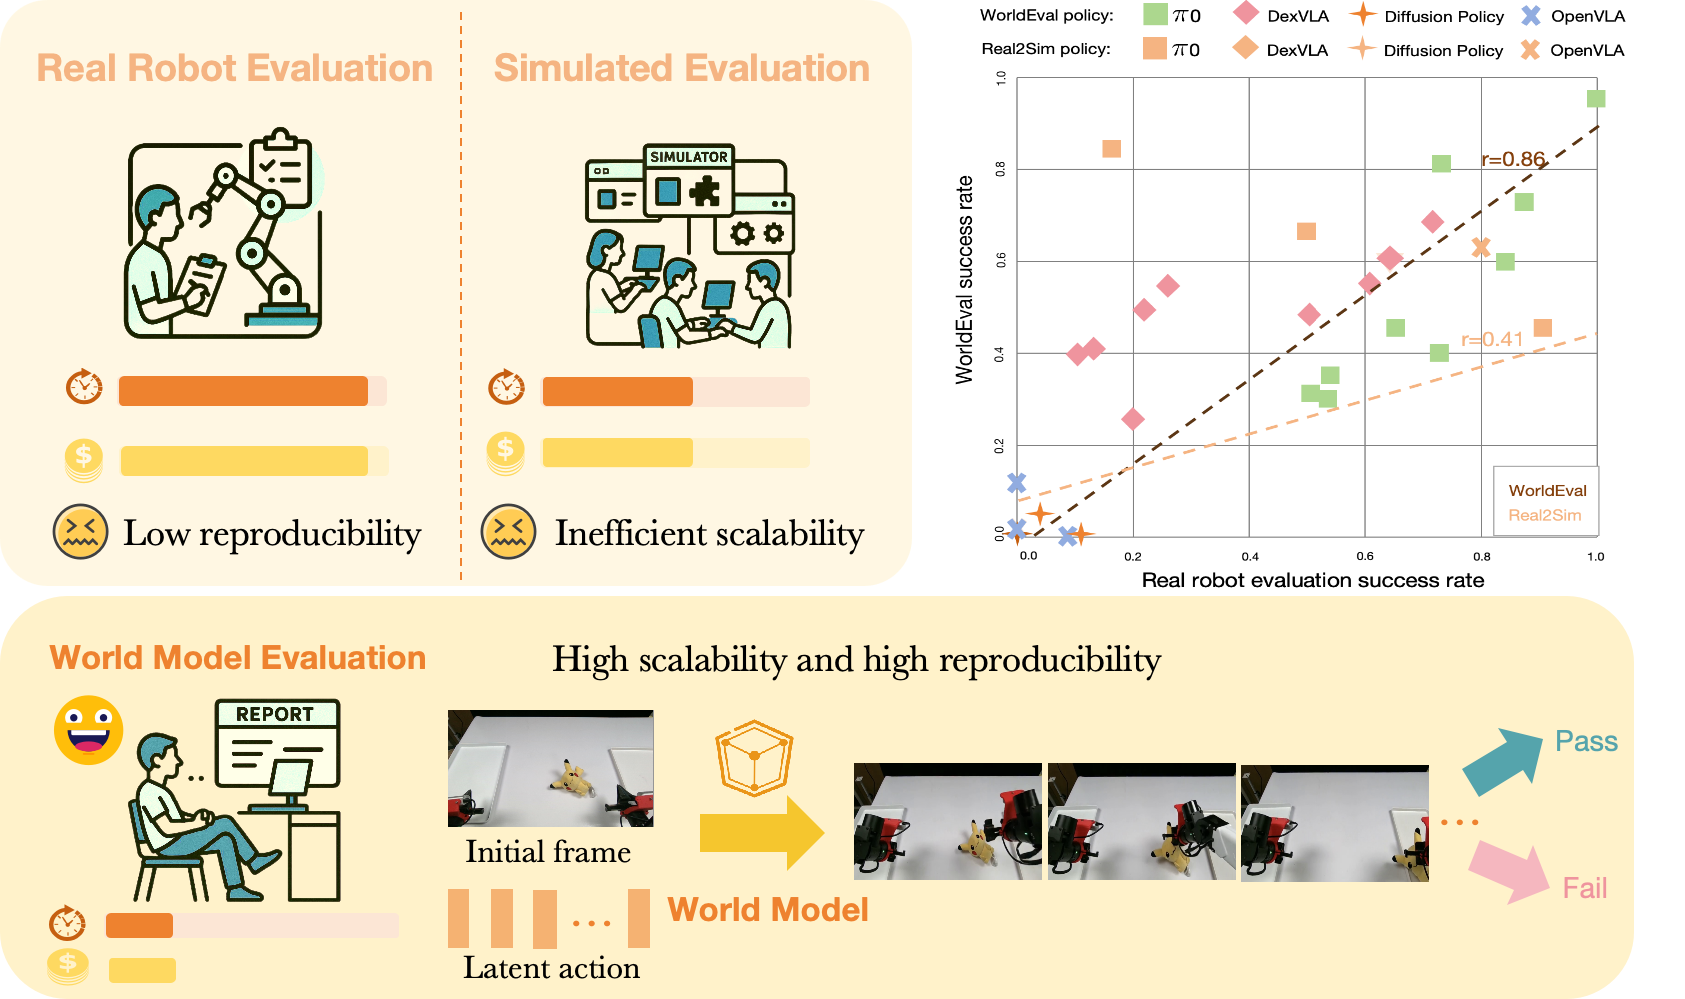 Real Robot Evaluation
Simulated Evaluation
SIMULATOR
$
$
Low reproducibility
Inefficient scalability
WorldEval policy: π0 DexVLA Diffusion Policy OpenVLA
Real2Sim policy: π0 DexVLA Diffusion Policy OpenVLA
WorldEval success rate
1.0
0.8
0.6
0.4
0.2
0.0
r=0.86
r=0.41
WorldEval
Real2Sim
0.0 0.2 0.4 0.6 0.8 1.0
Real robot evaluation success rate
World Model Evaluation
High scalability and high reproducibility
REPORT
$
Initial frame
World Model
Latent action
Pass
...
Fail